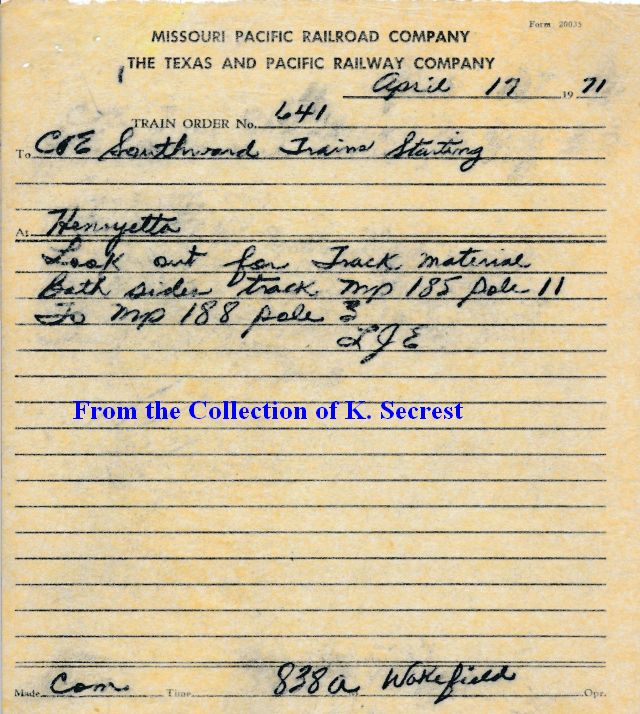 Form 20035
MISSOURI PACIFIC RAILROAD COMPANY
THE TEXAS AND PACIFIC RAILWAY COMPANY
April 17 1971
TRAIN ORDER No. 641
To C&E Southward Trains Starting
At Henryetta
Look out for Track material
Both sides track MP 185 pole 11
To MP 188 pole 3
LJE
From the Collection of K. Secrest
Made Com Time 838a Wakefield Opr.